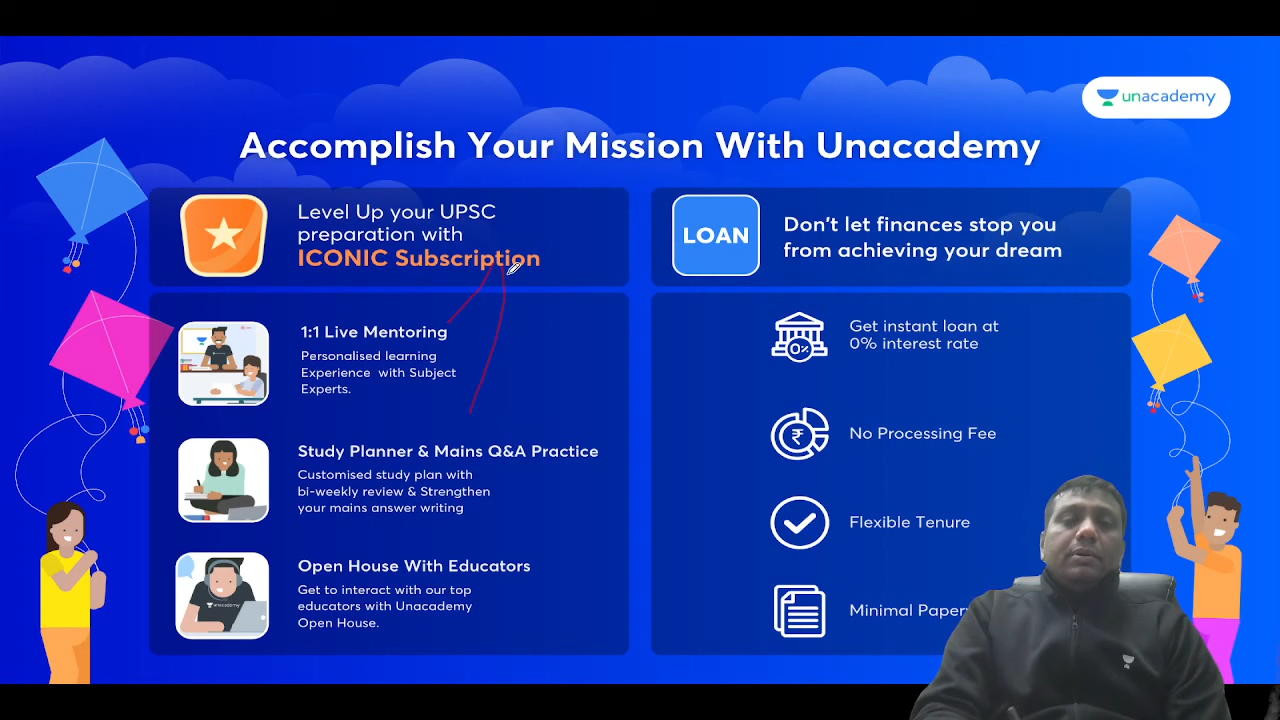 unacademy
Accomplish Your Mission With Unacademy
Level Up your UPSC
preparation with
ICONIC Subscription
1:1 Live Mentoring
Personalised learning
Experience with Subject
Experts.
Study Planner & Mains Q&A Practice
Customised study plan with
bi-weekly review & Strengthen
your mains answer writing
Open House With Educators
Get to interact with our top
educators with Unacademy
Open House.
LOAN
Don't let finances stop you
from achieving your dream
0%
Get instant loan at
0% interest rate
₹
No Processing Fee
Flexible Tenure
Minimal
unacademy